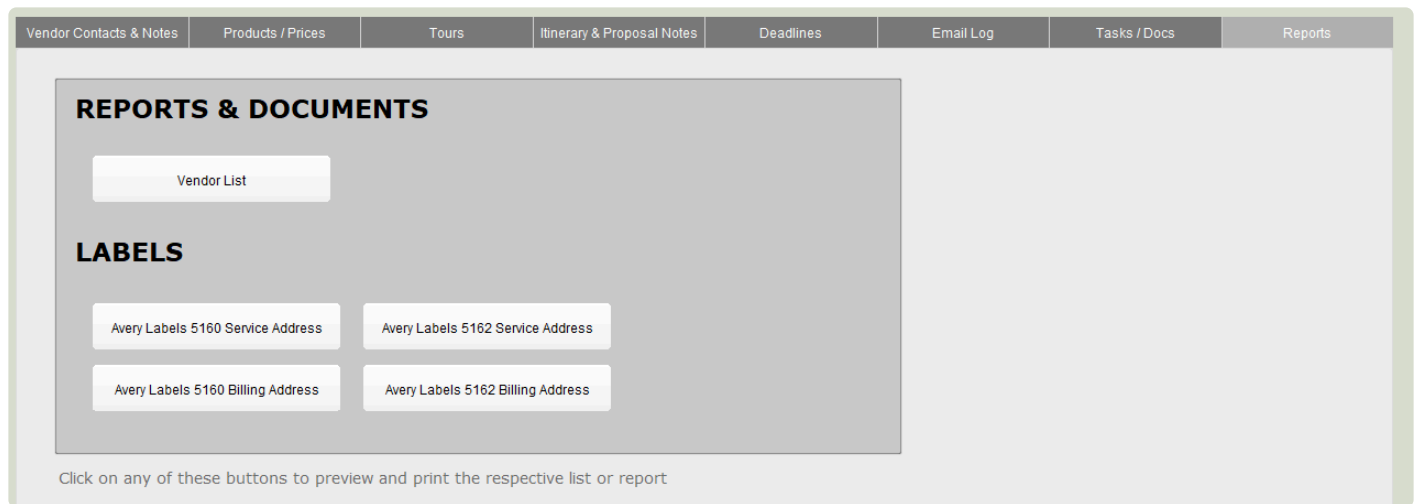 Vendor Contacts & Notes Products / Prices Tours Itinerary & Proposal Notes Deadlines Email Log Tasks / Docs Reports
REPORTS & DOCUMENTS
Vendor List
LABELS
Avery Labels 5160 Service Address Avery Labels 5162 Service Address
Avery Labels 5160 Billing Address Avery Labels 5162 Billing Address
Click on any of these buttons to preview and print the respective list or report